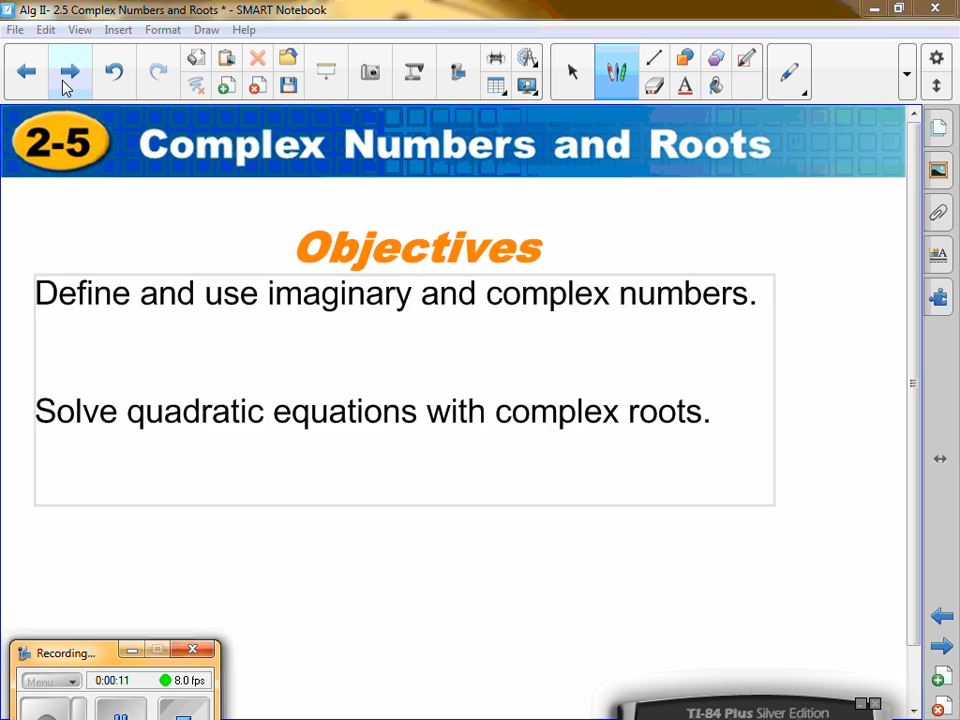 Alg II- 2.5 Complex Numbers and Roots * - SMART Notebook
File Edit View Insert Format Draw Help
2-5 Complex Numbers and Roots
Objectives
Define and use imaginary and complex numbers.
Solve quadratic equations with complex roots.
Recording...
Menu 0:00:11 8.0 fps
TI-84 Plus Silver Edition